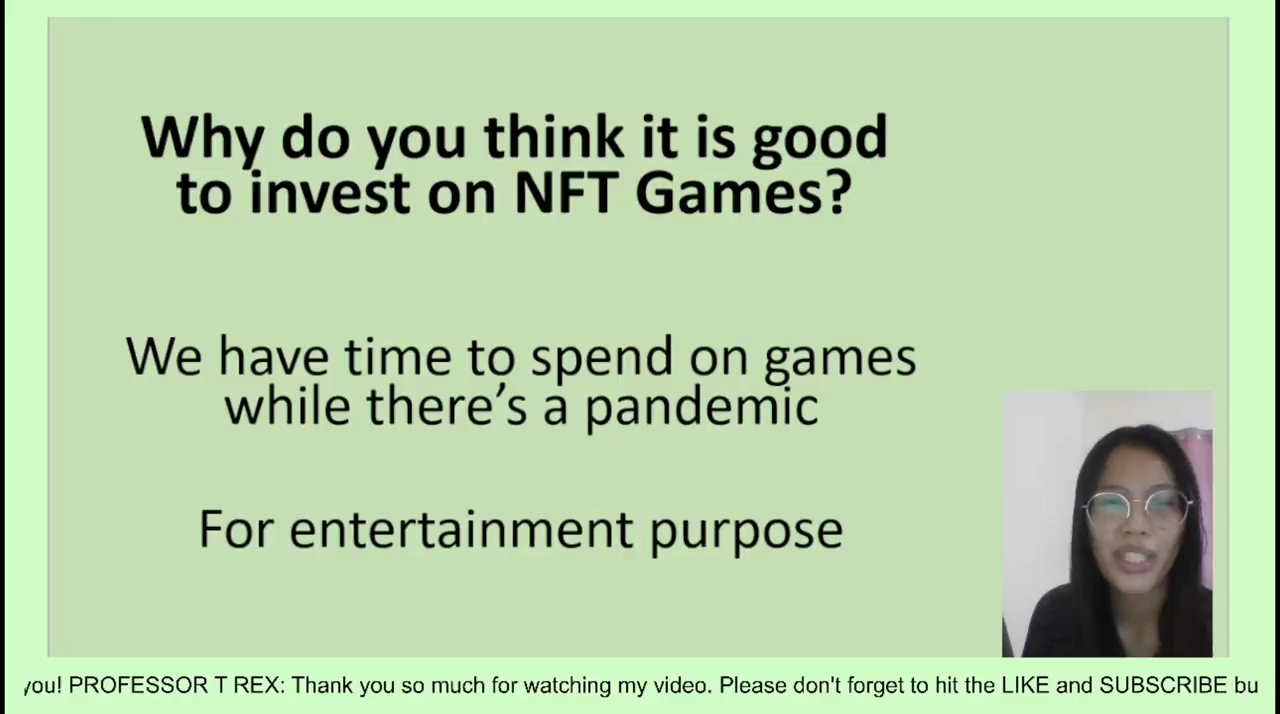 Why do you think it is good
to invest on NFT Games?
We have time to spend on games
while there's a pandemic
For entertainment purpose
you! PROFESSOR T REX: Thank you so much for watching my video. Please don't forget to hit the LIKE and SUBSCRIBE bu